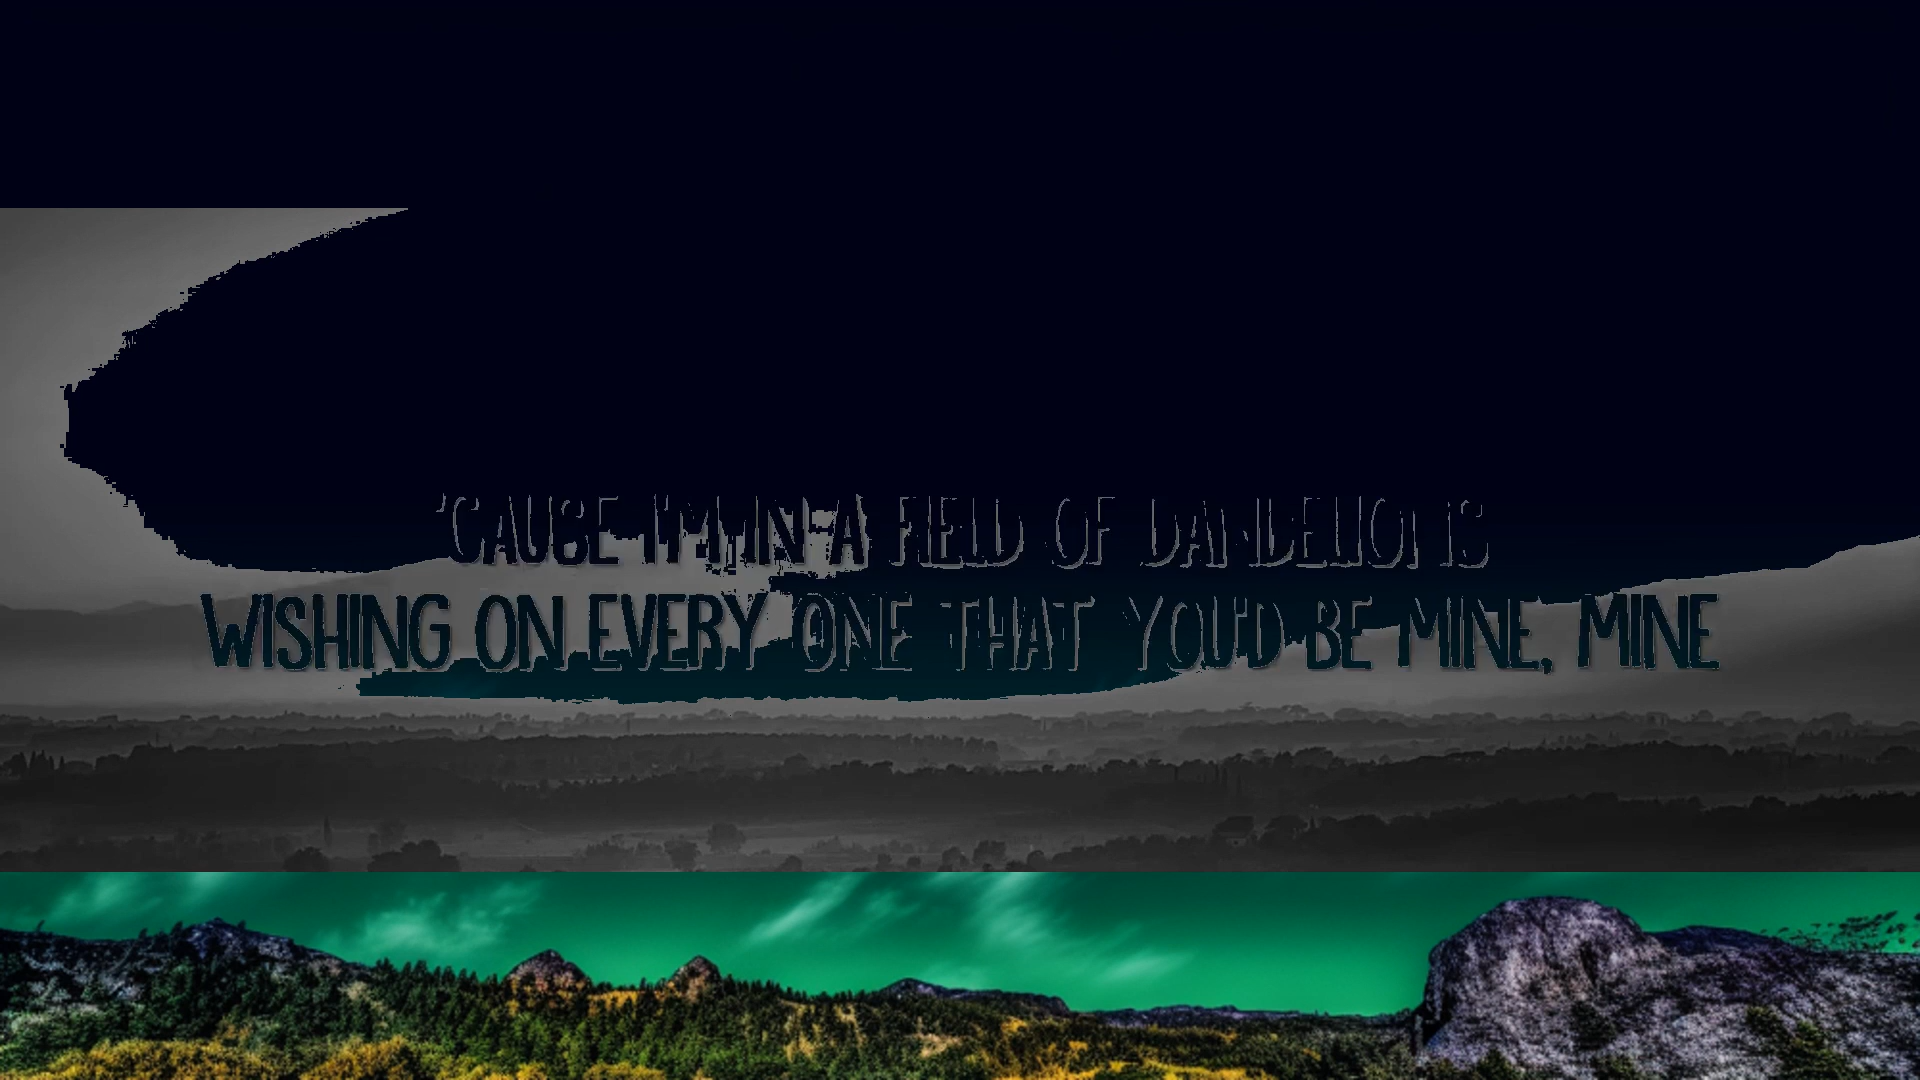 'CAUSE I'M IN A FIELD OF DANDELIONS
WISHING ON EVERY ONE THAT YOU'D BE MINE, MINE